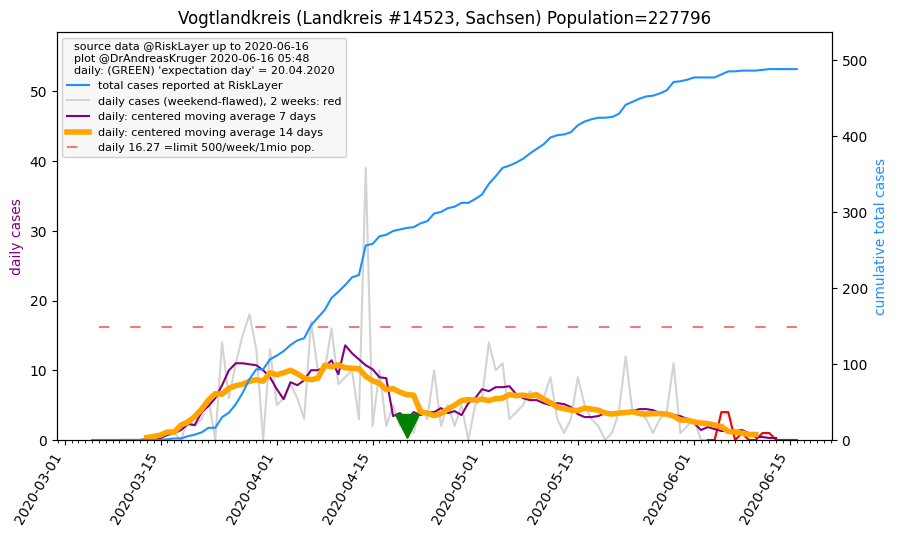 Vogtlandkreis (Landkreis #14523, Sachsen) Population=227796
source data @RiskLayer up to 2020-06-16
plot @DrAndreasKruger 2020-06-16 05:48
daily: (GREEN) 'expectation day' = 20.04.2020
total cases reported at RiskLayer
daily cases (weekend-flawed), 2 weeks: red
daily: centered moving average 7 days
daily: centered moving average 14 days
daily 16.27 =limit 500/week/1mio pop.
daily cases
50
40
30
20
10
0
cumulative total cases
500
400
300
200
100
0
2020-03-01
2020-03-15
2020-04-01
2020-04-15
2020-05-01
2020-05-15
2020-06-01
2020-06-15